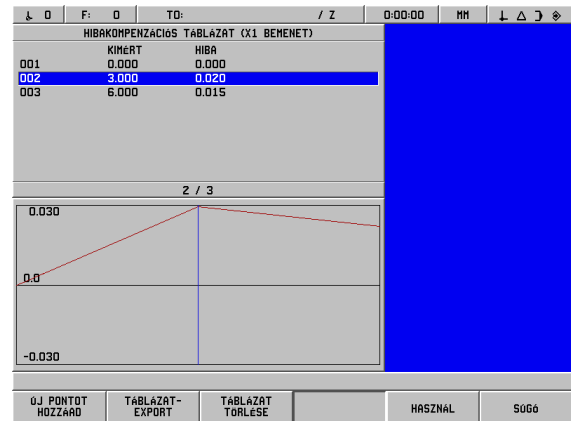 0 F: 0 TO: / Z 0:00:00 MM
HIBAKOMPENZÁCIÓS TÁBLÁZAT (X1 BEMENET)
KIMÉRT HIBA
001 0.000 0.000
002 3.000 0.020
003 6.000 0.015
2 / 3
0.030
0.0
-0.030
ÚJ PONTOT HOZZÁAD
TÁBLÁZAT-EXPORT
TÁBLÁZAT TÖRLÉSE
HASZNÁL
SÚGÓ